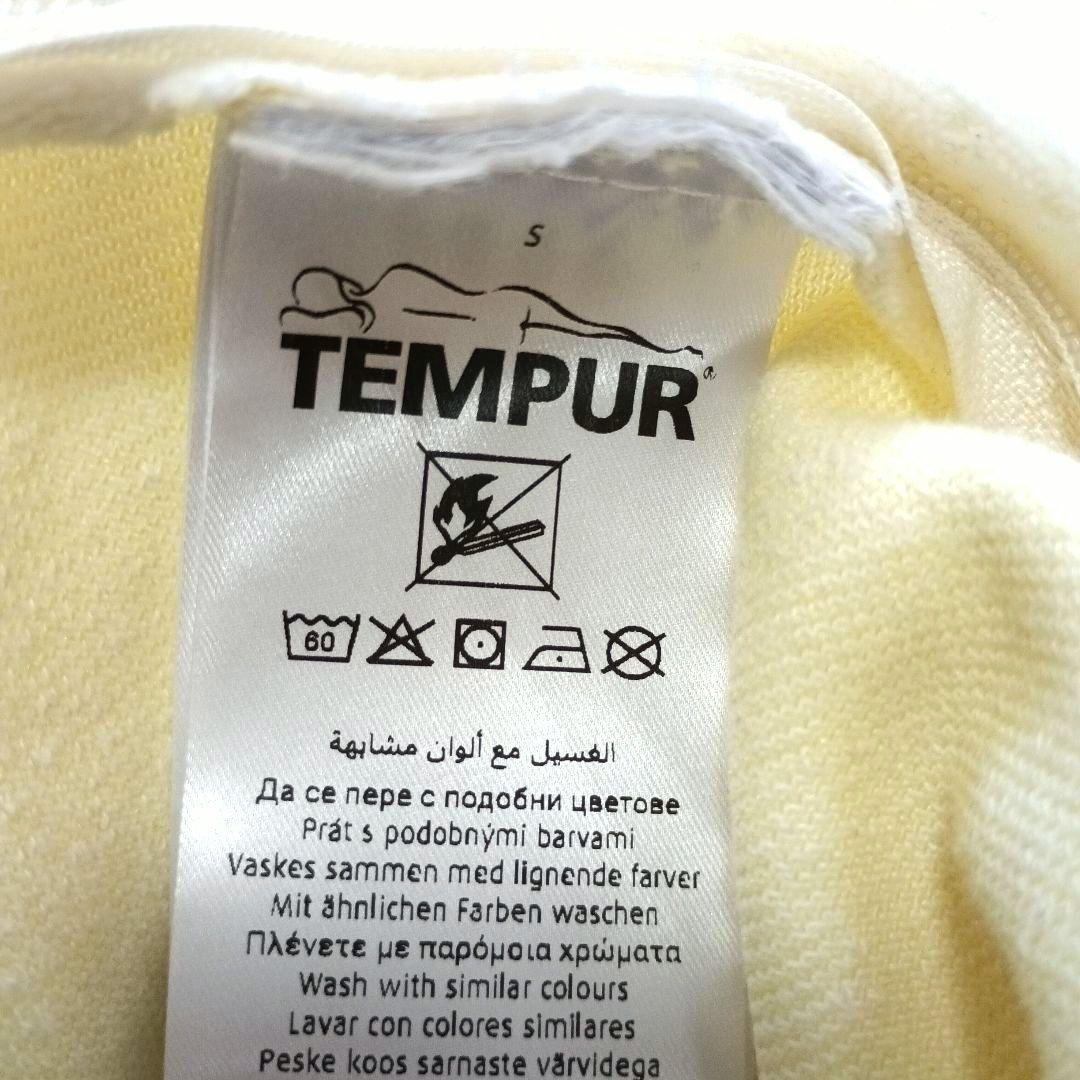 S
TEMPUR®
60
الغسيل مع ألوان مشابهة
Да се пере с подобни цветове
Prát s podobnými barvami
Vaskes sammen med lignende farver
Mit ähnlichen Farben waschen
Πλένετε με παρόμοια χρώματα
Wash with similar colours
Lavar con colores similares
Peske koos sarnaste värvidega